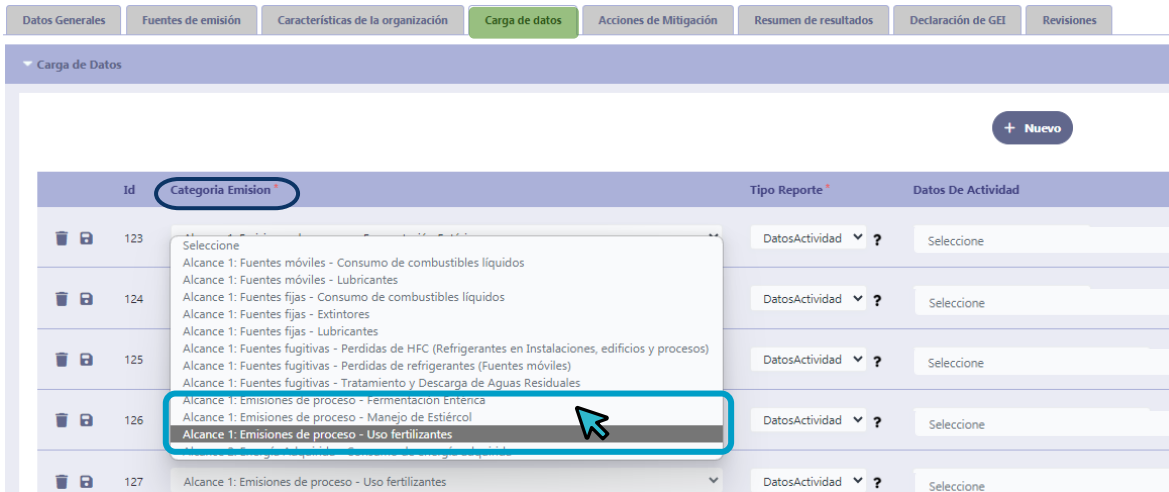 Datos Generales
Fuentes de emisión
Características de la organización
Carga de datos
Acciones de Mitigación
Resumen de resultados
Declaración de GEI
Revisiones
Carga de Datos
+ Nuevo
Id
Categoria Emision *
Tipo Reporte *
Datos De Actividad
123
DatosActividad
?
Seleccione
Seleccione
Alcance 1: Fuentes móviles - Consumo de combustibles líquidos
Alcance 1: Fuentes móviles - Lubricantes
Alcance 1: Fuentes fijas - Consumo de combustibles líquidos
Alcance 1: Fuentes fijas - Extintores
Alcance 1: Fuentes fijas - Lubricantes
Alcance 1: Fuentes fugitivas - Perdidas de HFC (Refrigerantes en Instalaciones, edificios y procesos)
Alcance 1: Fuentes fugitivas - Perdidas de refrigerantes (Fuentes móviles)
Alcance 1: Fuentes fugitivas - Tratamiento y Descarga de Aguas Residuales
Alcance 1: Emisiones de proceso - Fermentación Entérica
Alcance 1: Emisiones de proceso - Manejo de Estiércol
Alcance 1: Emisiones de proceso - Uso fertilizantes
124
DatosActividad
?
Seleccione
125
DatosActividad
?
Seleccione
126
DatosActividad
?
Seleccione
127
Alcance 1: Emisiones de proceso - Uso fertilizantes
DatosActividad
?
Seleccione